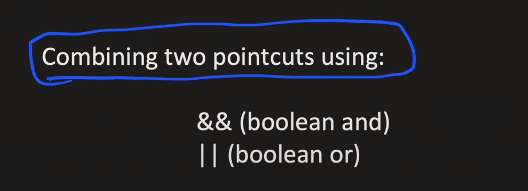 Combining two pointcuts using:
&& (boolean and)
|| (boolean or)